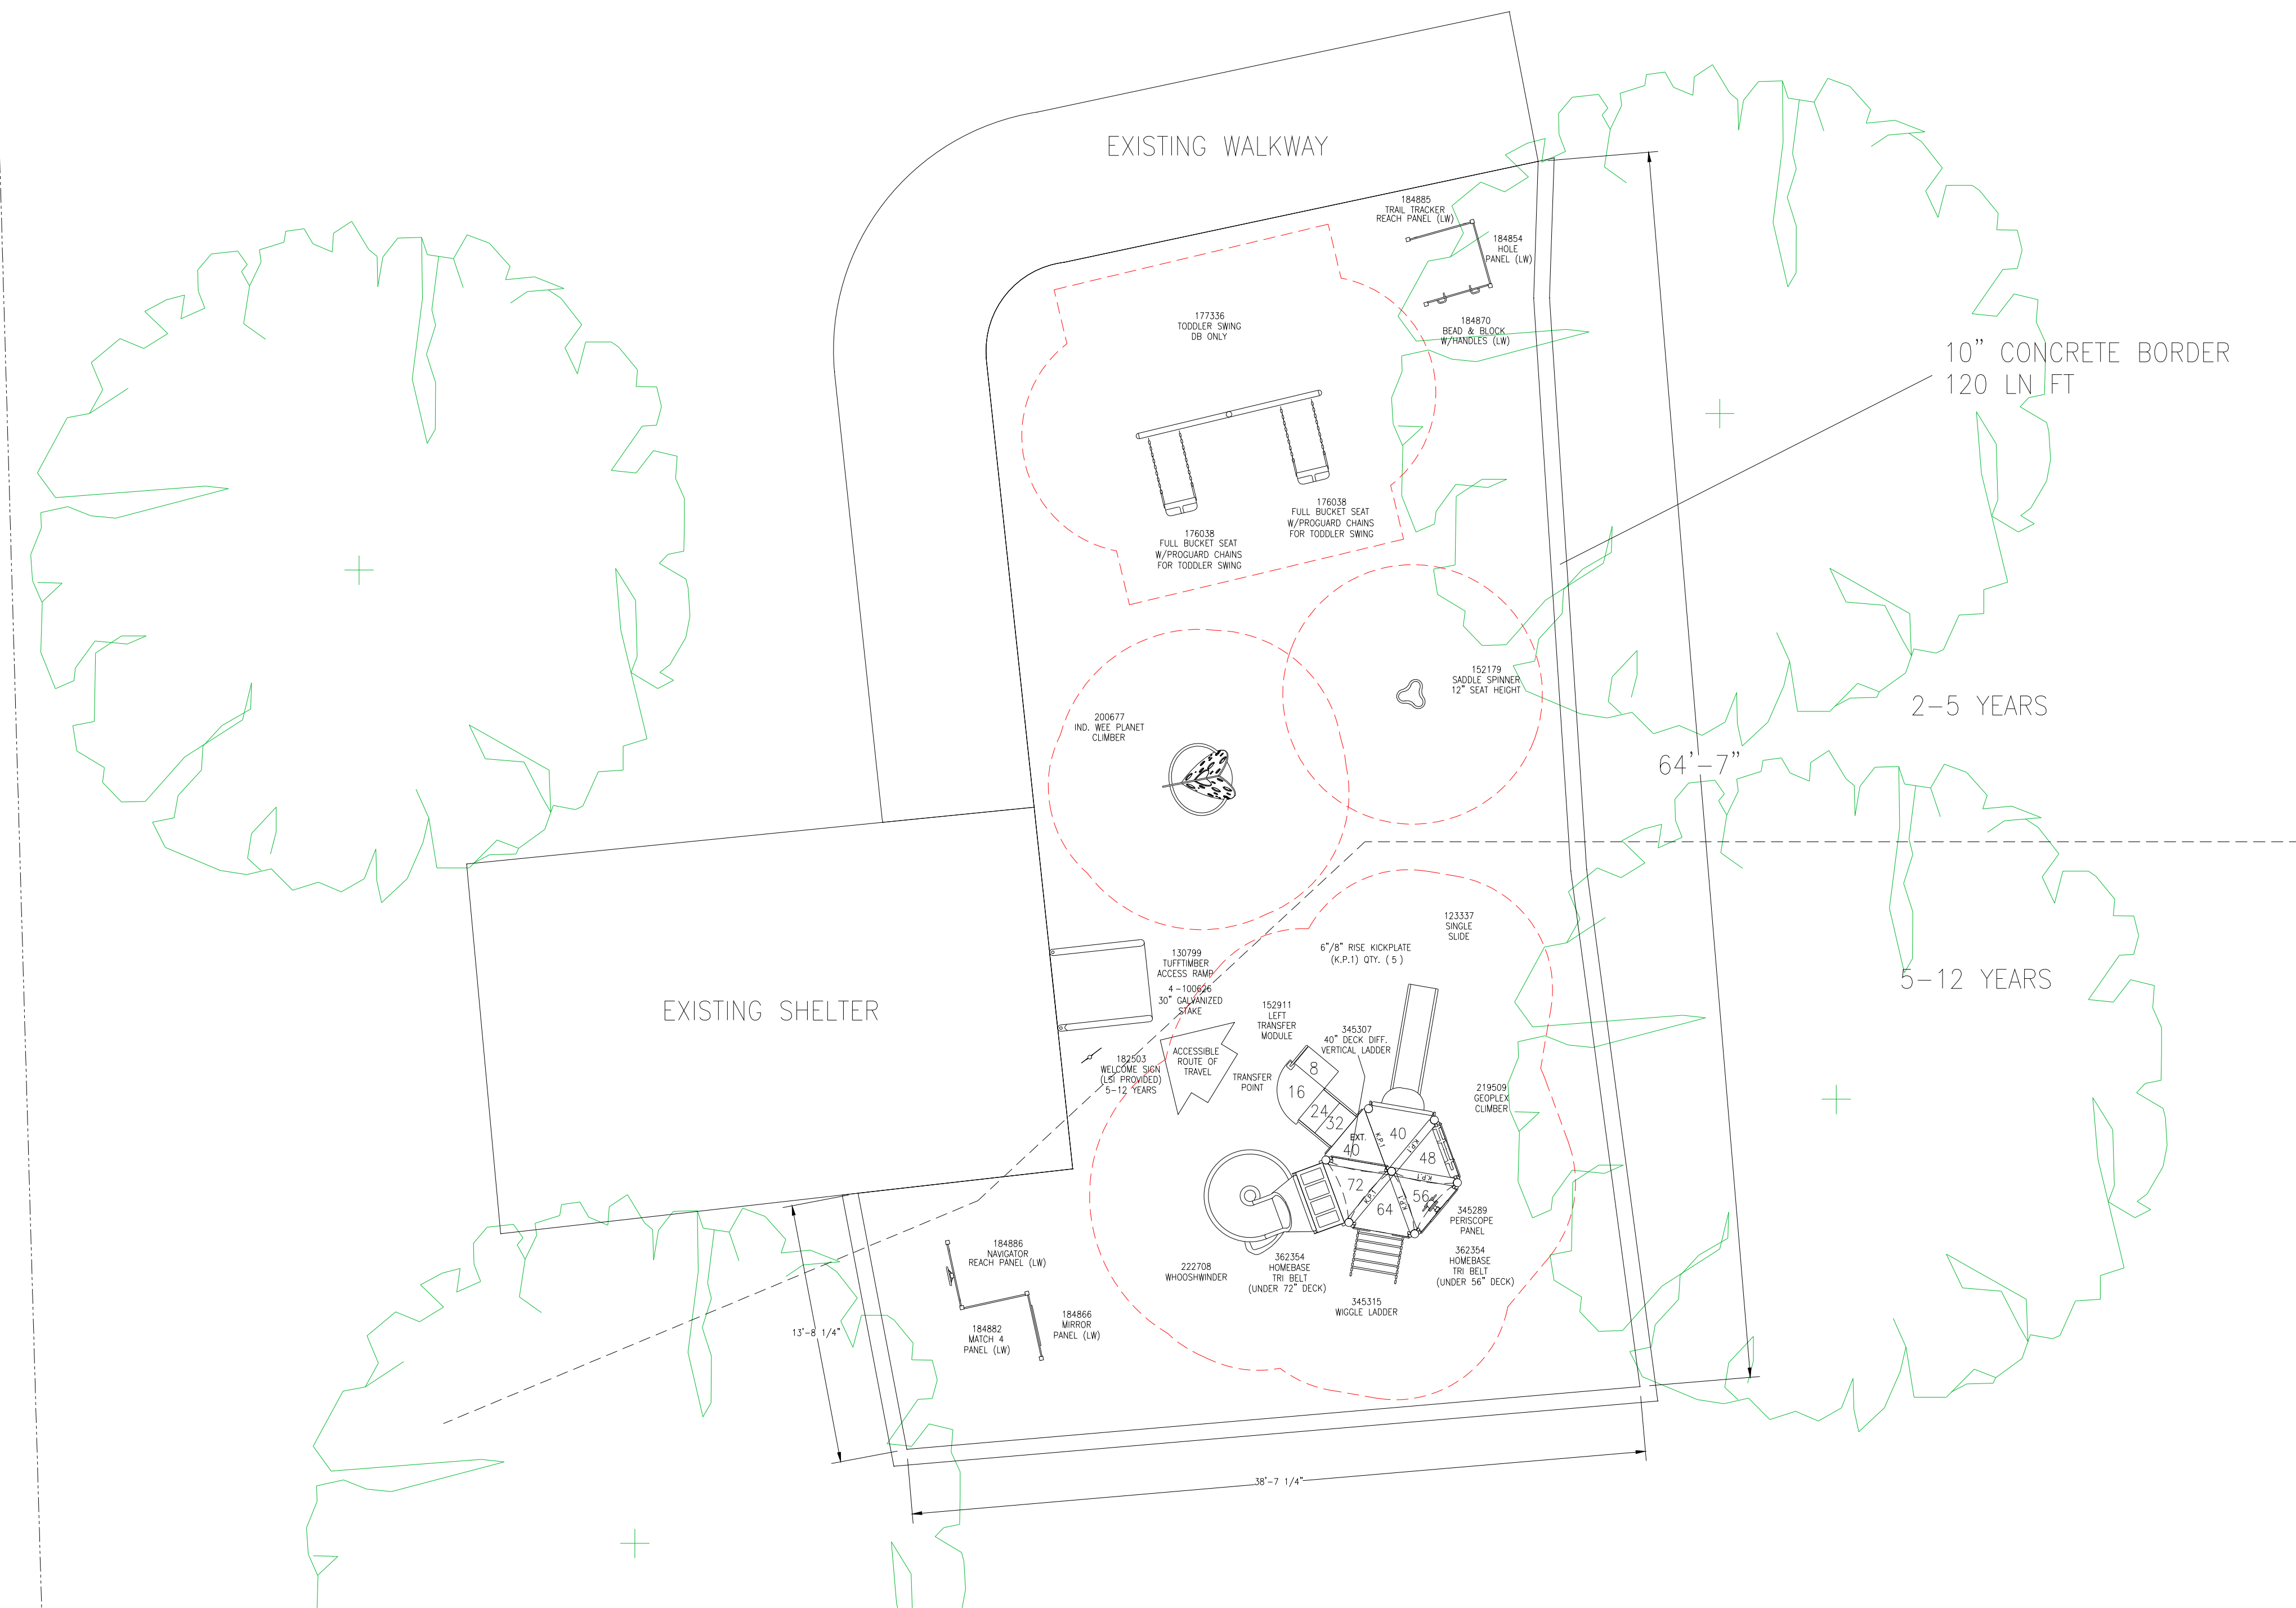 EXISTING WALKWAY
184885
TRAIL TRACKER
REACH PANEL (LW)
184854
HOLE
PANEL (LW)
177336
TODDLER SWING
DB ONLY
184870
BEAD & BLOCK
W/HANDLES (LW)
10" CONCRETE BORDER
120 LN FT
176038
FULL BUCKET SEAT
W/PROGUARD CHAINS
FOR TODDLER SWING
176038
FULL BUCKET SEAT
W/PROGUARD CHAINS
FOR TODDLER SWING
152179
SADDLE SPINNER
12" SEAT HEIGHT
2-5 YEARS
200677
IND. WEE PLANET
CLIMBER
64'-7"
123337
SINGLE
SLIDE
6"/8" RISE KICKPLATE
(K.P.1) QTY. ( 5 )
130799
TUFFTIMBER
ACCESS RAMP
4 -100626
30" GALVANIZED
STAKE
5-12 YEARS
EXISTING SHELTER
152911
LEFT
TRANSFER
MODULE
345307
40" DECK DIFF.
VERTICAL LADDER
182503
WELCOME SIGN
(LSI PROVIDED)
5-12 YEARS
ACCESSIBLE
ROUTE OF
TRAVEL
TRANSFER
POINT
219509
GEOPLEX
CLIMBER
8
16
24
32
EXT.
40
K.P.1
40
K.P.1
48
K.P.1
72
K.P.1
K.P.1
56
64
345289
PERISCOPE
PANEL
184886
NAVIGATOR
REACH PANEL (LW)
222708
WHOOSHWINDER
362354
HOMEBASE
TRI BELT
(UNDER 72" DECK)
362354
HOMEBASE
TRI BELT
(UNDER 56" DECK)
345315
WIGGLE LADDER
184882
MATCH 4
PANEL (LW)
184866
MIRROR
PANEL (LW)
13'-8 1/4"
38'-7 1/4"